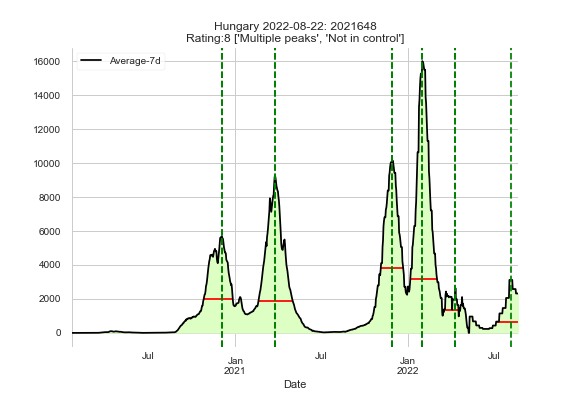 Hungary 2022-08-22: 2021648
Rating:8 ['Multiple peaks', 'Not in control']
Average-7d
16000
14000
12000
10000
8000
6000
4000
2000
0
Jul
Jan
2021
Jul
Jan
2022
Jul
Date